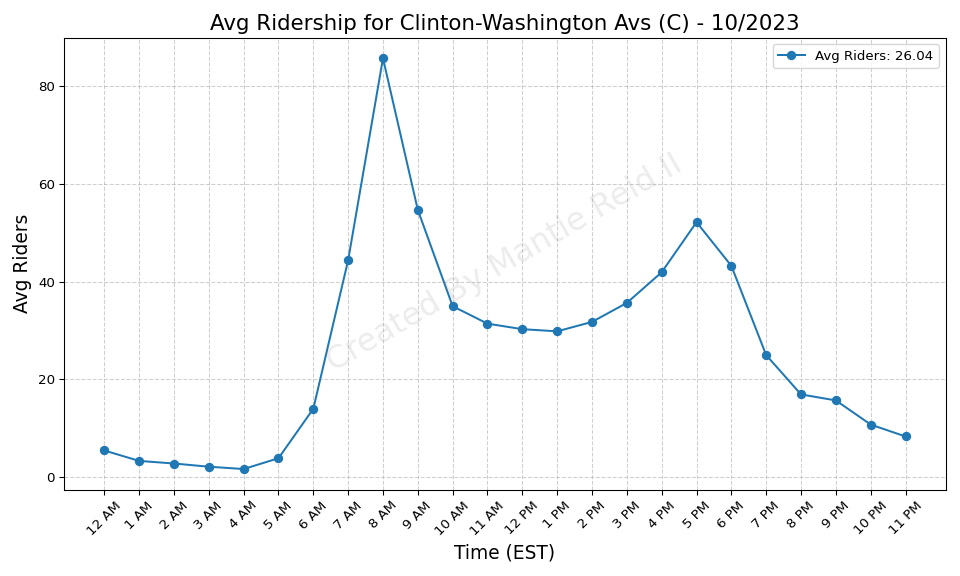 Avg Ridership for Clinton-Washington Avs (C) - 10/2023
Avg Riders: 26.04
80
60
40
20
0
Avg Riders
Created By Mantie Reid II
12 AM
1 AM
2 AM
3 AM
4 AM
5 AM
6 AM
7 AM
8 AM
9 AM
10 AM
11 AM
12 PM
1 PM
2 PM
3 PM
4 PM
5 PM
6 PM
7 PM
8 PM
9 PM
10 PM
11 PM
Time (EST)